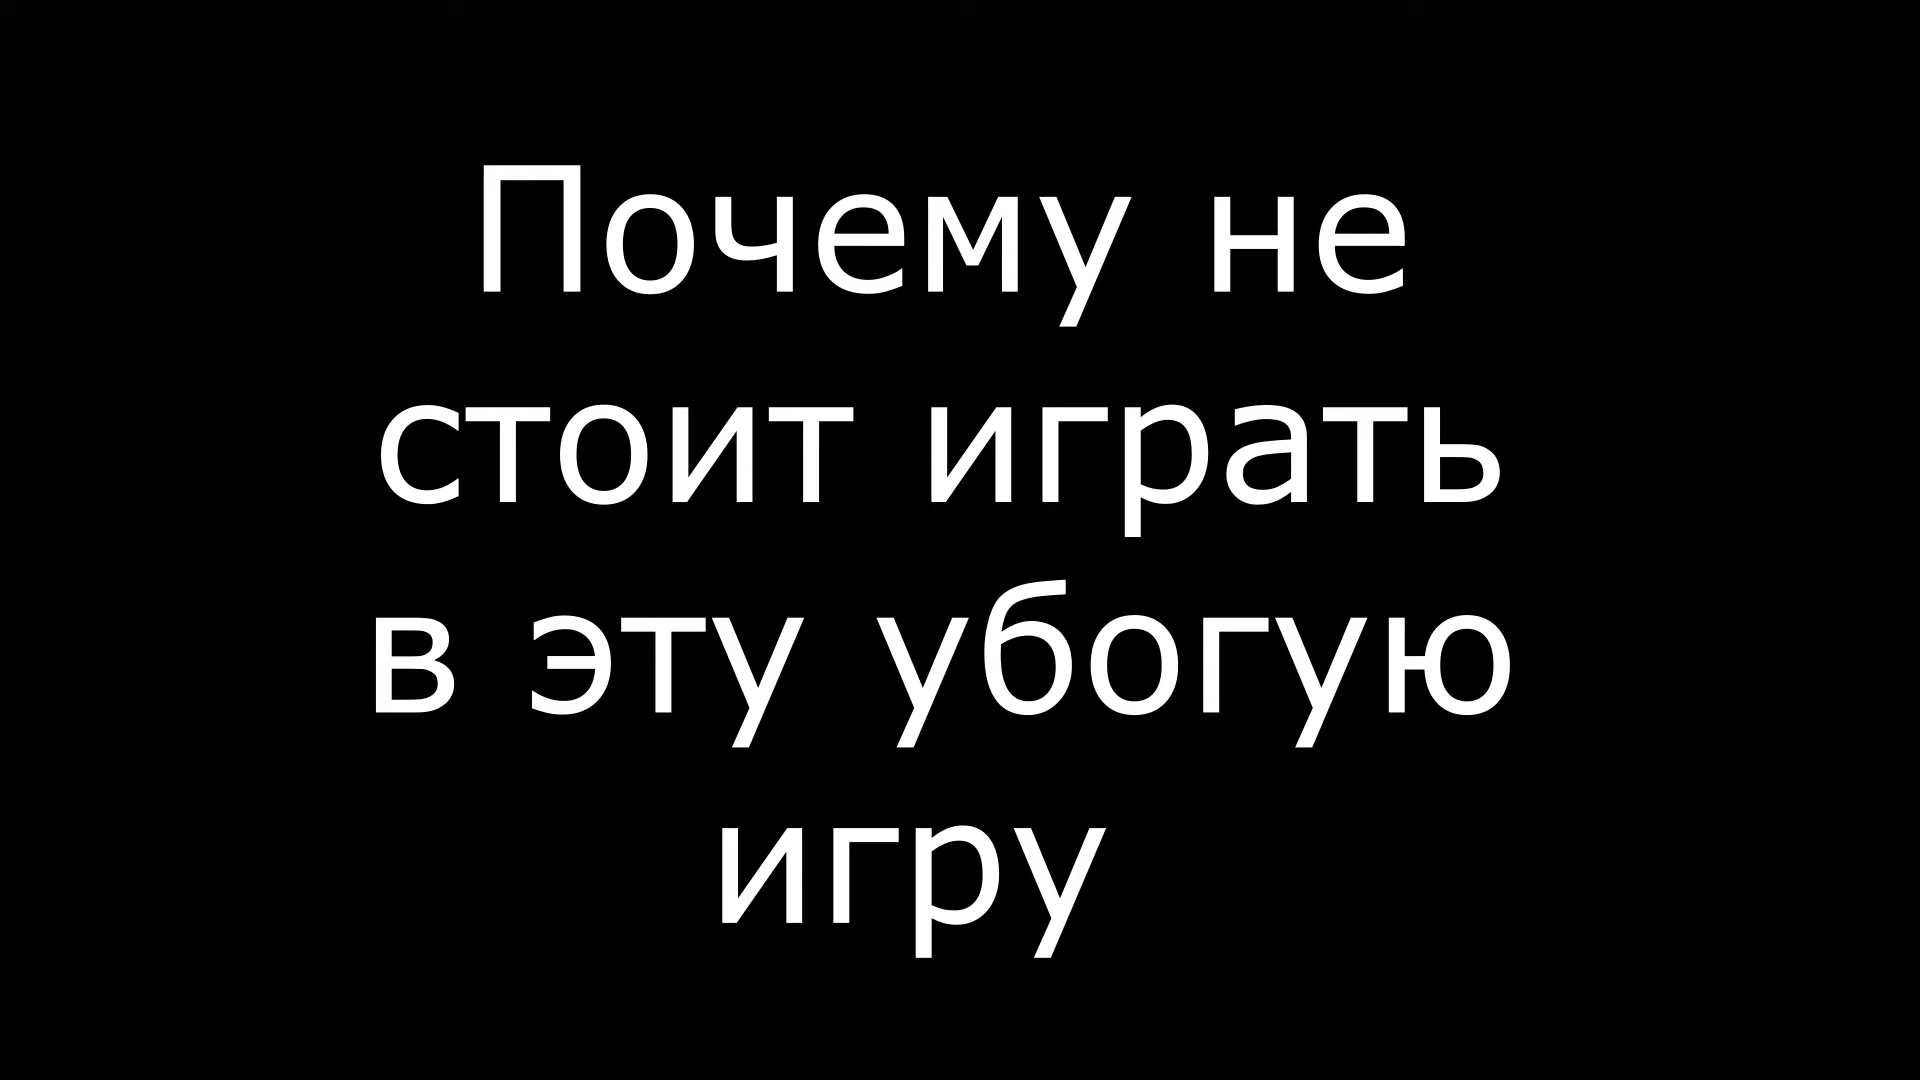 Почему не
стоит играть
в эту убогую
игру